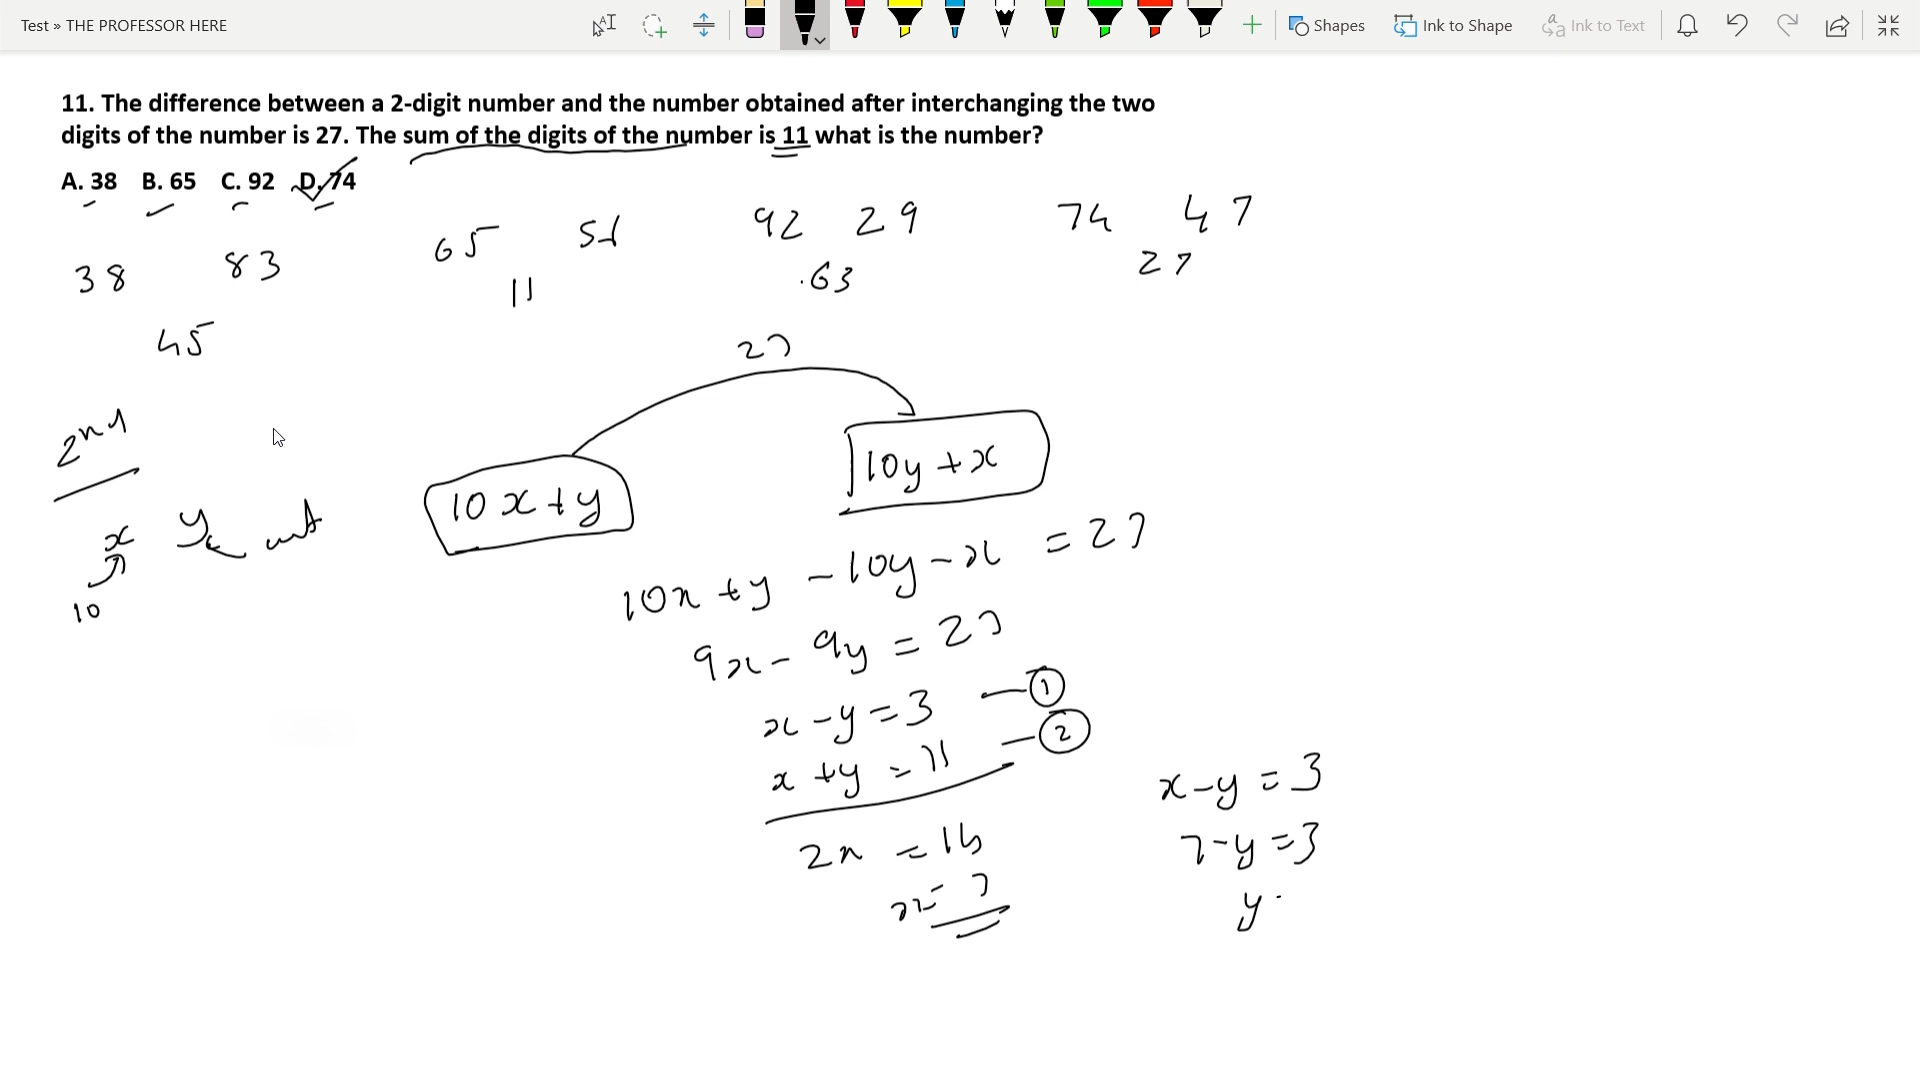 Test » THE PROFESSOR HERE
Shapes Ink to Shape Ink to Text
11. The difference between a 2-digit number and the number obtained after interchanging the two
digits of the number is 27. The sum of the digits of the number is 11 what is the number?
A. 38 B. 65 C. 92 D. 74
38 83
45
65 56
11
92 29
63
74 47
27
27
2nd
10x+y
10y+x
x y unit
10
10x+y-10y-x = 27
9x-9y=27
x-y=3 —①
x+y=11 —②
2x=14
x=7
x-y=3
7-y=3
y